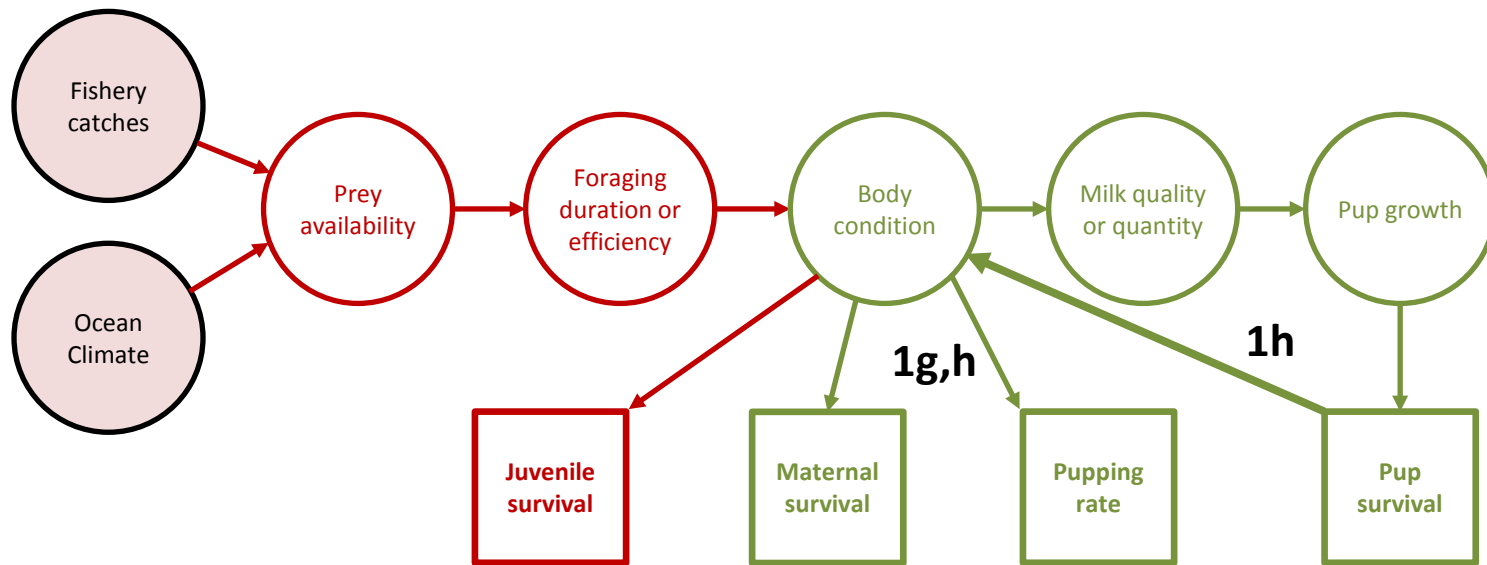 Fishery
catches
Ocean
Climate
Prey
availability
Foraging
duration or
efficiency
Body
condition
Milk quality
or quantity
Pup growth
1g,h
1h
Juvenile
survival
Maternal
survival
Pupping
rate
Pup
survival